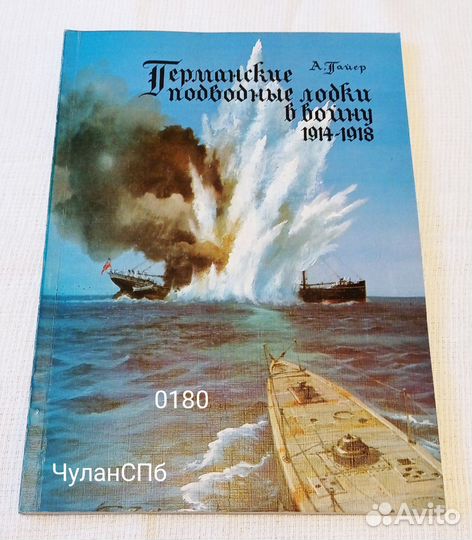 А. Гайер
Германские
подводные лодки
в войну
1914-1918
0180
ЧуланСПб
Avito